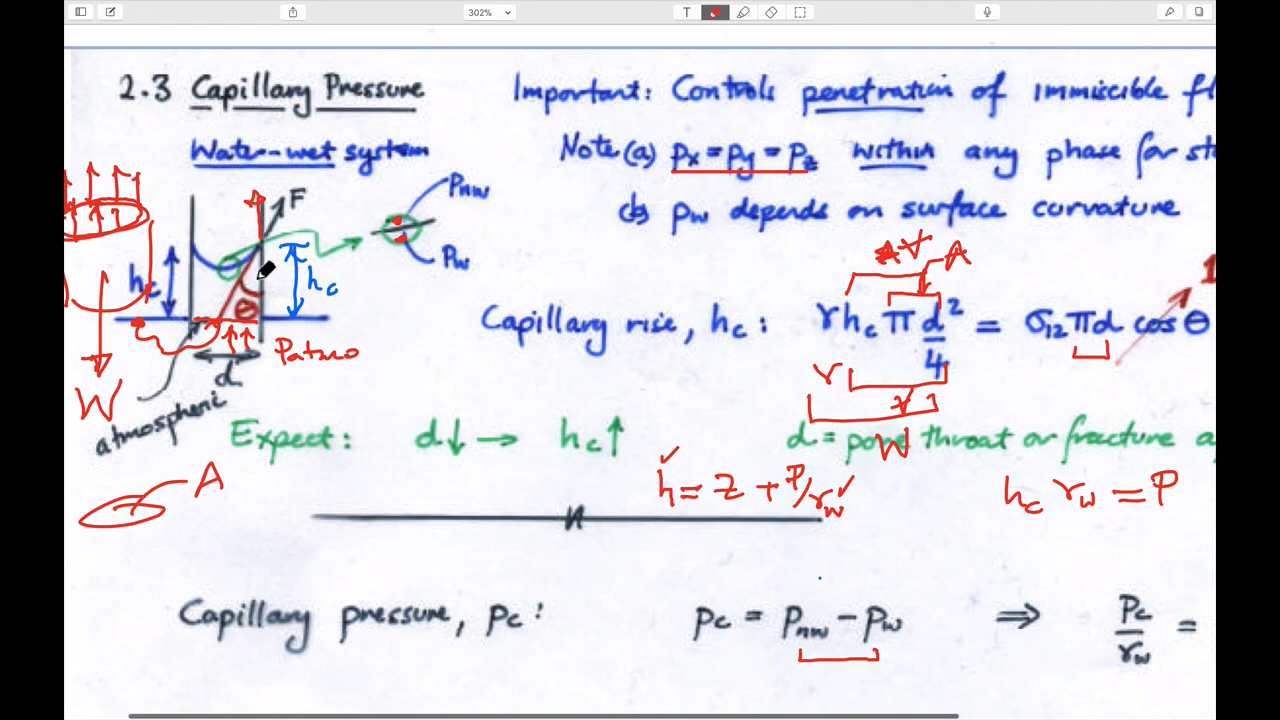 302%
T
2.3 Capillary Pressure
Important: Controls penetration of immiscible fl
Water-wet system
Note (a) px = py = pz within any phase for st
(b) pw depends on surface curvature
F
Pnw
Pw
hc
hc
θ
d
Patmo
W
atmospheric
A
Capillary rise, hc: γ hc π d²/4 = σ12 π d cos θ
∀ A
γ ∀
W
1
Expect: d↓ → hc↑
d = pore throat or fracture a
h = z + P/γw
hc γw = P
A
Capillary pressure, pc: pc = pnw − pw ⇒ pc/γw =